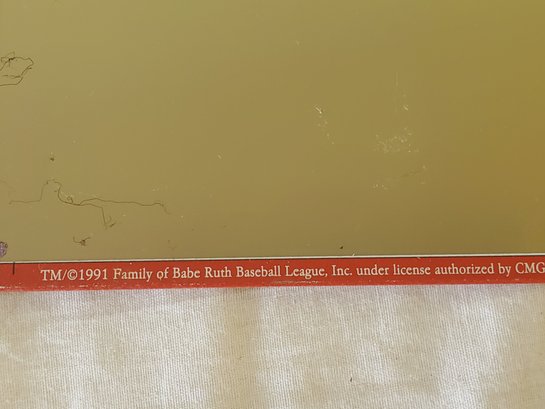 TM/©1991 Family of Babe Ruth Baseball League, Inc. under license authorized by CMG